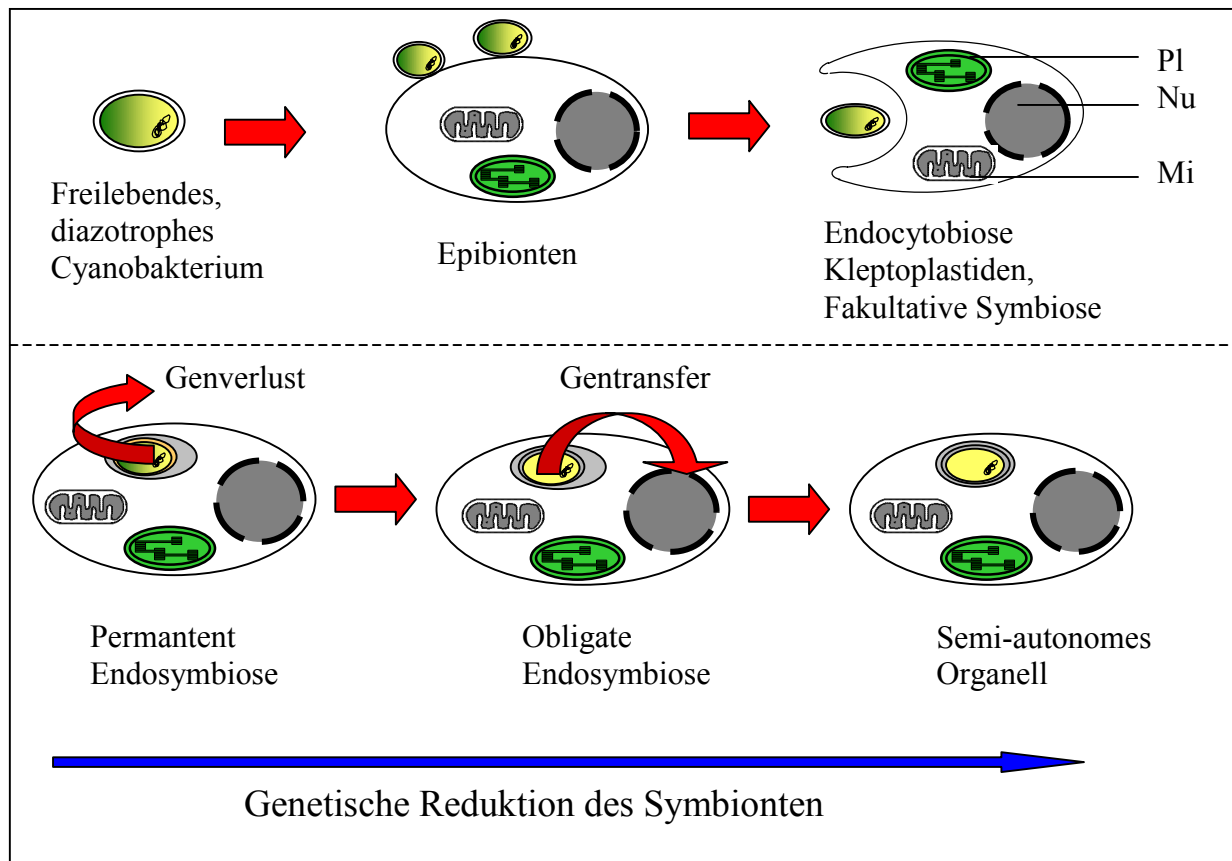 Pl
Nu
Mi
Freilebendes,
diazotrophes
Cyanobakterium
Epibionten
Endocytobiose
Kleptoplastiden,
Fakultative Symbiose
Genverlust
Gentransfer
Permantent
Endosymbiose
Obligate
Endosymbiose
Semi-autonomes
Organell
Genetische Reduktion des Symbionten